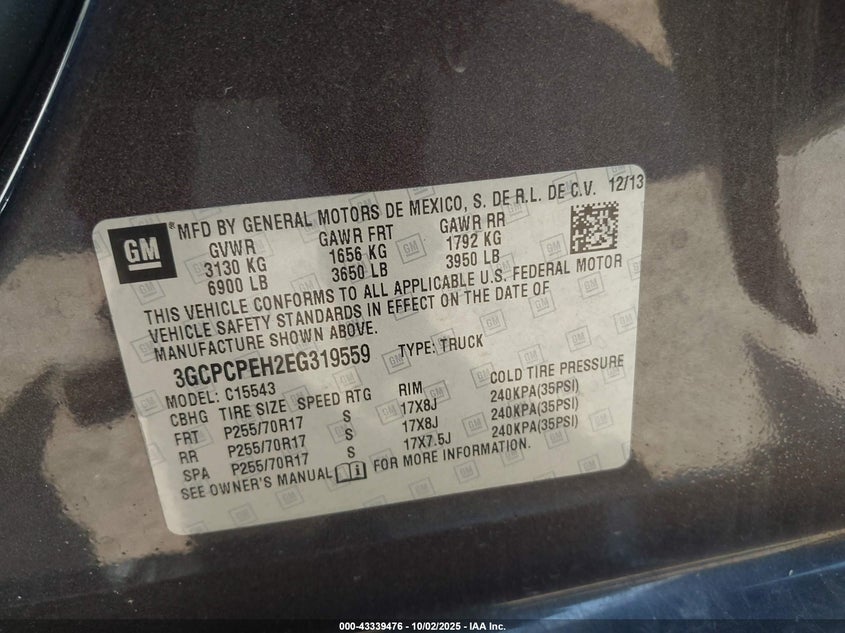 GM
® MFD BY GENERAL MOTORS DE MEXICO, S. DE R.L. DE C.V. 12/13
GVWR GAWR FRT GAWR RR
3130 KG 1656 KG 1792 KG
6900 LB 3650 LB 3950 LB
THIS VEHICLE CONFORMS TO ALL APPLICABLE U.S. FEDERAL MOTOR
VEHICLE SAFETY STANDARDS IN EFFECT ON THE DATE OF
MANUFACTURE SHOWN ABOVE.
3GCPCPEH2EG319559 TYPE: TRUCK
MODEL: C15543
CBHG TIRE SIZE SPEED RTG RIM COLD TIRE PRESSURE
FRT P255/70R17 S 17X8J 240KPA(35PSI)
RR P255/70R17 S 17X8J 240KPA(35PSI)
SPA P255/70R17 S 17X7.5J 240KPA(35PSI)
SEE OWNER'S MANUAL i FOR MORE INFORMATION.
000-43339476 - 10/02/2025 - IAA Inc.